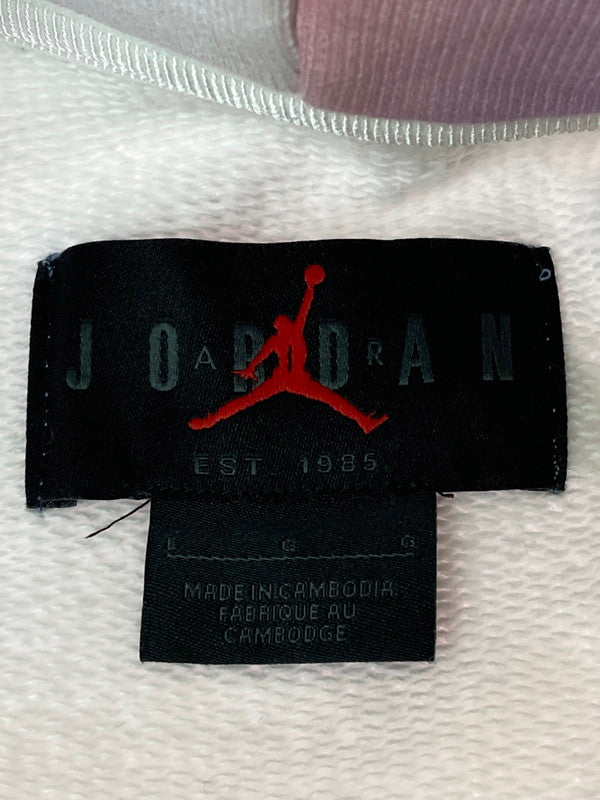 JORDAN
AIR
EST. 1985
L G G
MADE IN CAMBODIA
FABRIQUE AU
CAMBODGE